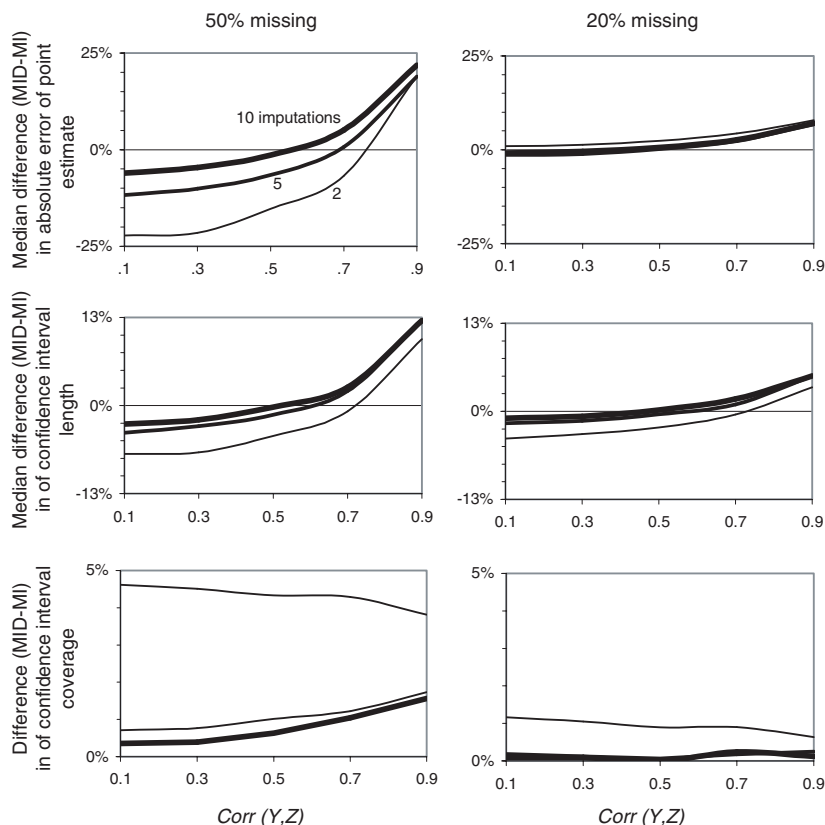 50% missing
20% missing
Median difference (MID-MI)
in absolute error of point
estimate
25%
0%
-25%
10 imputations
5
2
.1 .3 .5 .7 .9
25%
0%
-25%
0.1 0.3 0.5 0.7 0.9
Median difference (MID-MI)
in of confidence interval
length
13%
0%
-13%
0.1 0.3 0.5 0.7 0.9
13%
0%
-13%
0.1 0.3 0.5 0.7 0.9
Difference (MID-MI)
in of confidence interval
coverage
5%
0%
0.1 0.3 0.5 0.7 0.9
Corr (Y,Z)
5%
0%
0.1 0.3 0.5 0.7 0.9
Corr (Y,Z)